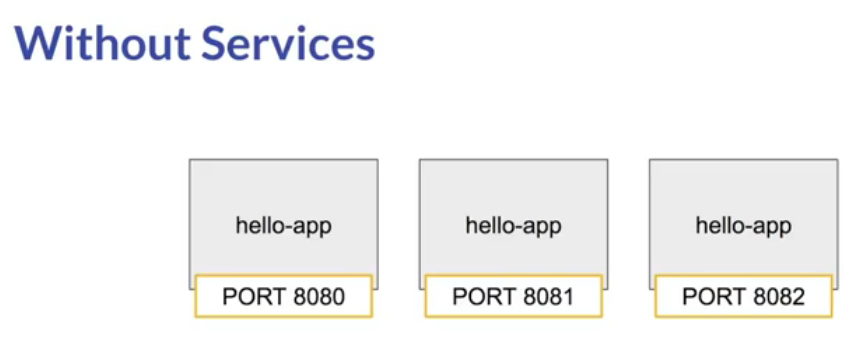 Without Services
hello-app hello-app hello-app
PORT 8080 PORT 8081 PORT 8082